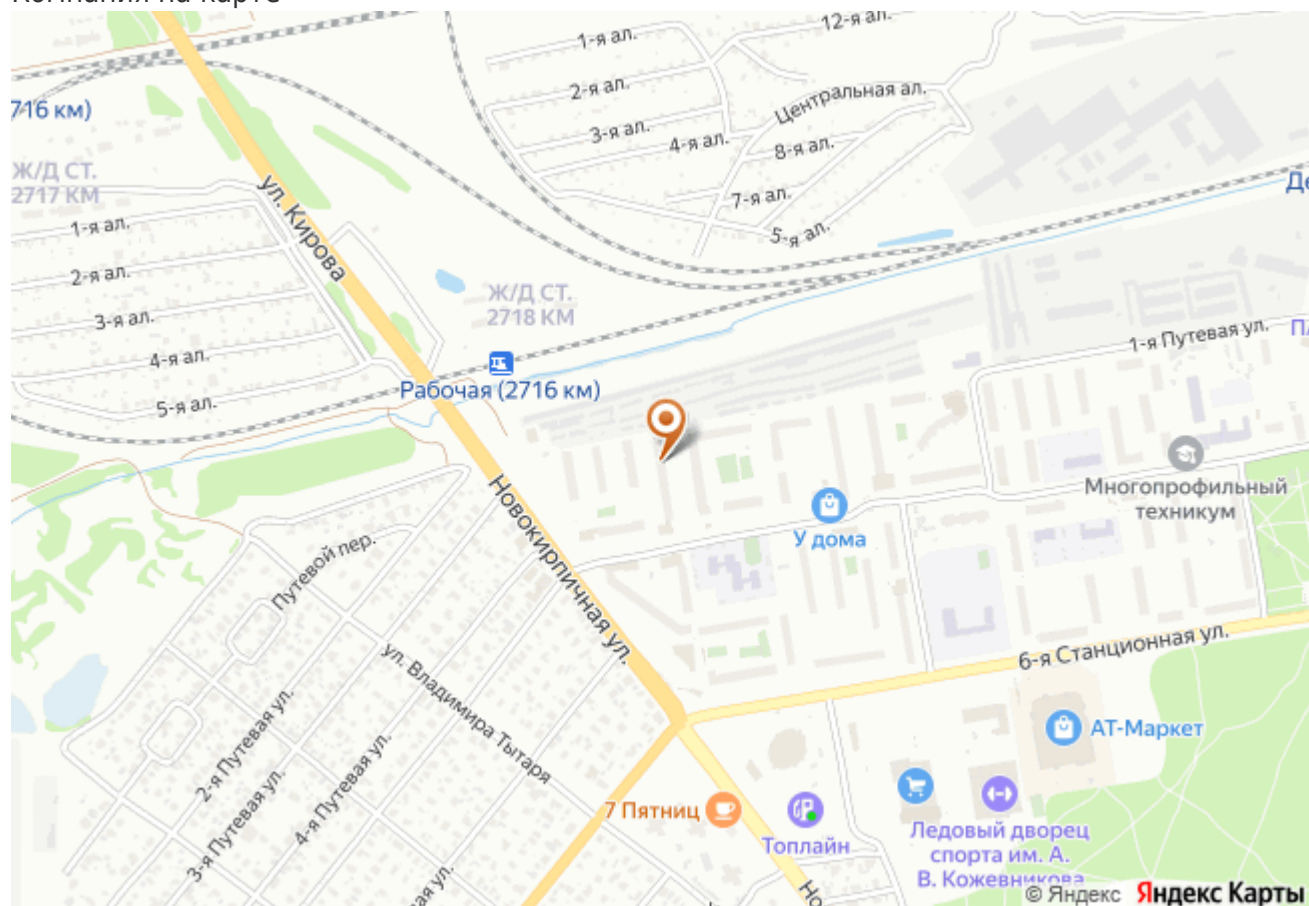 Компания на карте
1-я ал.
12-я ал.
2-я ал.
Центральная ал.
716 км)
3-я ал.
4-я ал.
8-я ал.
Ж/Д СТ.
2717 КМ
7-я ал.
ул. Кирова
1-я ал.
5-я ал.
2-я ал.
Ж/Д СТ.
2718 КМ
3-я ал.
1-я Путевая ул.
4-я ал.
Рабочая (2716 км)
5-я ал.
Многопрофильный
техникум
Новокирпичная ул.
У дома
Путевой пер.
6-я Станционная ул.
ул. Владимира Тытаря
АТ-Маркет
2-я Путевая ул.
3-я Путевая ул.
4-я Путевая ул.
7 Пятниц
Топлайн
Ледовый дворец
спорта им. А.
В. Кожевникова
© Яндекс Яндекс Карты